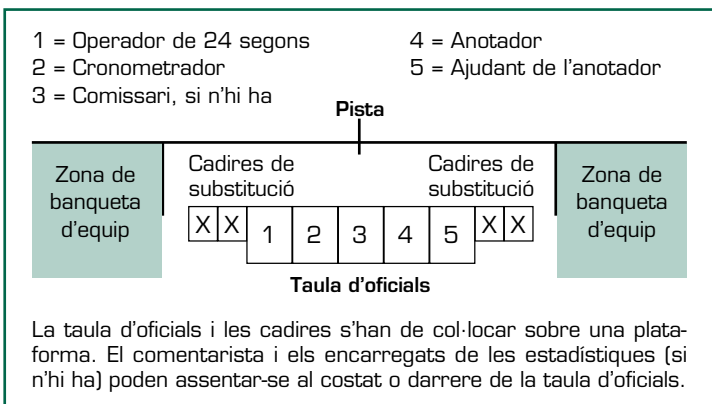 1 = Operador de 24 segons
2 = Cronometrador
3 = Comissari, si n’hi ha
4 = Anotador
5 = Ajudant de l’anotador
Pista
Zona de
banqueta
d’equip
Cadires de
substitució
Cadires de
substitució
Zona de
banqueta
d’equip
X X 1 2 3 4 5 X X
Taula d’oficials
La taula d’oficials i les cadires s’han de col·locar sobre una plata-
forma. El comentarista i els encarregats de les estadístiques (si
n’hi ha) poden assentar-se al costat o darrere de la taula d’oficials.